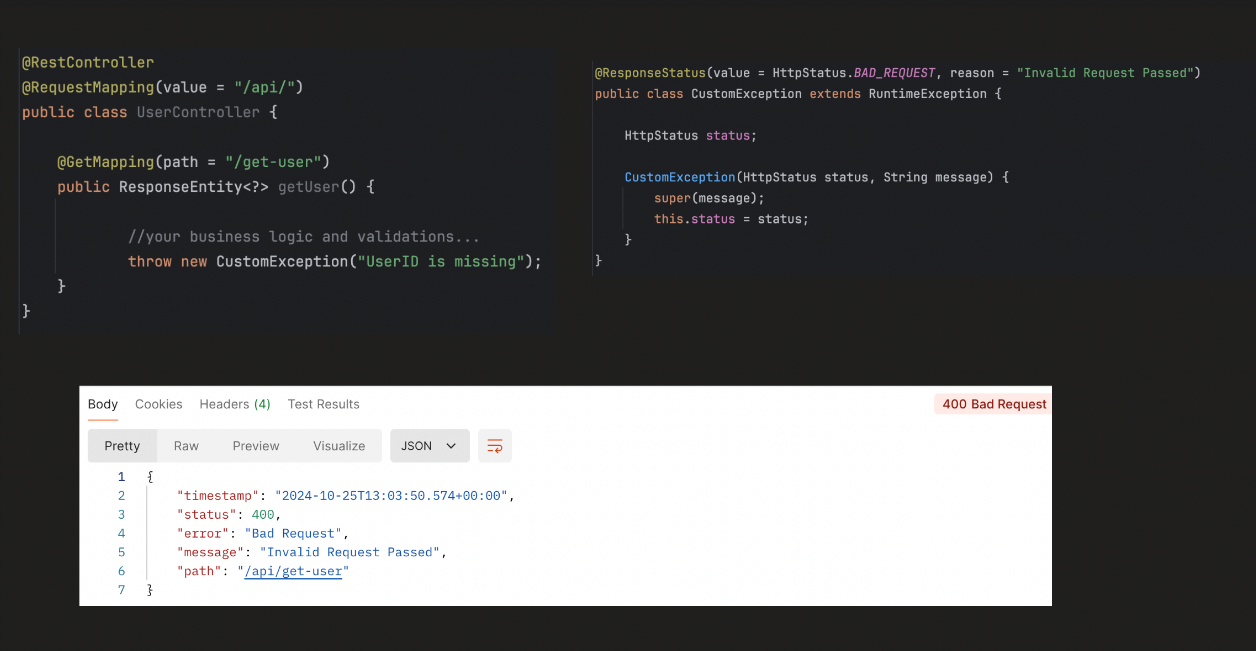 @RestController
@RequestMapping(value = "/api/")
public class UserController {
@GetMapping(path = "/get-user")
public ResponseEntity<?> getUser() {
//your business logic and validations...
throw new CustomException("UserID is missing");
}
}
@ResponseStatus(value = HttpStatus.BAD_REQUEST, reason = "Invalid Request Passed")
public class CustomException extends RuntimeException {
HttpStatus status;
CustomException(HttpStatus status, String message) {
super(message);
this.status = status;
}
}
Body Cookies Headers (4) Test Results 400 Bad Request
Pretty Raw Preview Visualize JSON
1 {
2 "timestamp": "2024-10-25T13:03:50.574+00:00",
3 "status": 400,
4 "error": "Bad Request",
5 "message": "Invalid Request Passed",
6 "path": "/api/get-user"
7 }